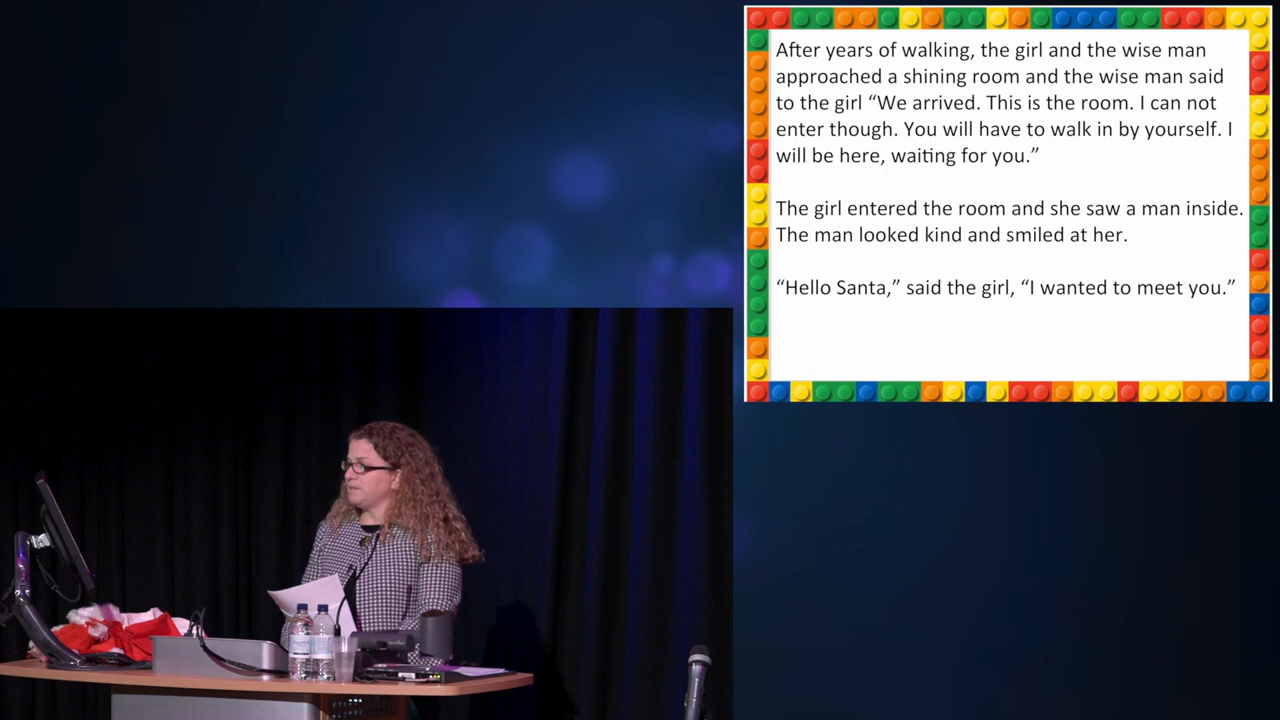 After years of walking, the girl and the wise man
approached a shining room and the wise man said
to the girl “We arrived. This is the room. I can not
enter though. You will have to walk in by yourself. I
will be here, waiting for you.”
The girl entered the room and she saw a man inside.
The man looked kind and smiled at her.
“Hello Santa,” said the girl, “I wanted to meet you.”